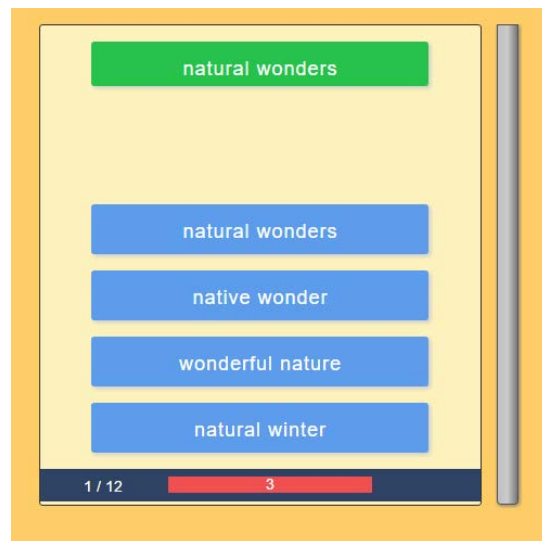 natural wonders
natural wonders
native wonder
wonderful nature
natural winter
1 / 12 3